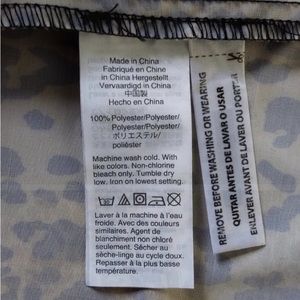 Made in China
Fabriqué en Chine
in China Hergestellt
Vervaardigd in China
中国製
Hecho en China
100% Polyester/Polyester/
Polyester/Polyester/
ポリエステル/
poliéster
Machine wash cold. With
like colors. Non-chlorine
bleach only. Tumble dry
low. Iron on lowest setting.
Laver à la machine à l'eau
froide. Avec des couleurs
similaires. Agent de
blanchiment non chloré
seulement. Sécher au
sèche-linge au cycle doux.
Repasser à la plus basse
température.
REMOVE BEFORE WASHING OR WEARING
QUITAR ANTES DE LAVAR O USAR
ENLEVER AVANT DE LAVER OU PORTER